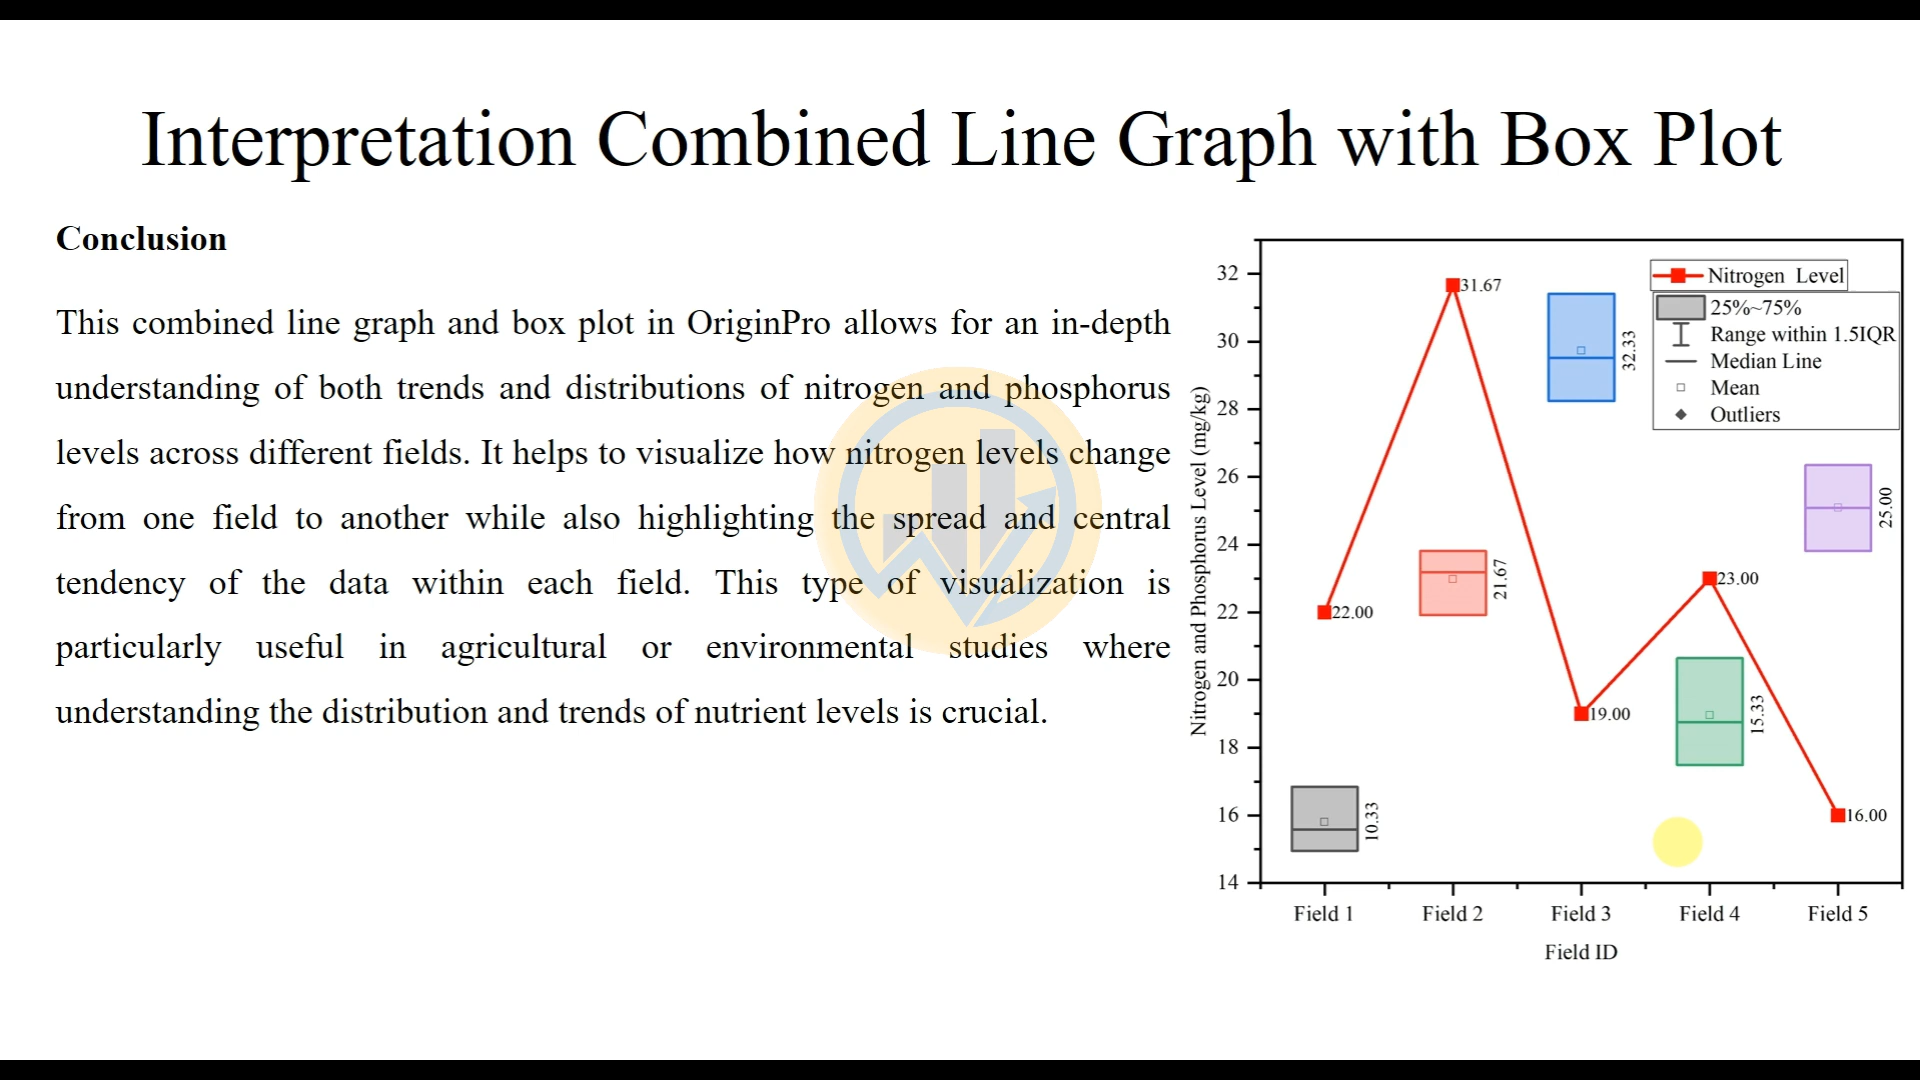 Interpretation Combined Line Graph with Box Plot
Conclusion
This combined line graph and box plot in OriginPro allows for an in-depth
understanding of both trends and distributions of nitrogen and phosphorus
levels across different fields. It helps to visualize how nitrogen levels change
from one field to another while also highlighting the spread and central
tendency of the data within each field. This type of visualization is
particularly useful in agricultural or environmental studies where
understanding the distribution and trends of nutrient levels is crucial.
Nitrogen and Phosphorus Level (mg/kg)
32
30
28
26
24
22
20
18
16
14
Nitrogen Level
25%~75%
Range within 1.5IQR
Median Line
Mean
Outliers
22.00
31.67
19.00
23.00
16.00
10.33
21.67
32.33
15.33
25.00
Field 1
Field 2
Field 3
Field 4
Field 5
Field ID